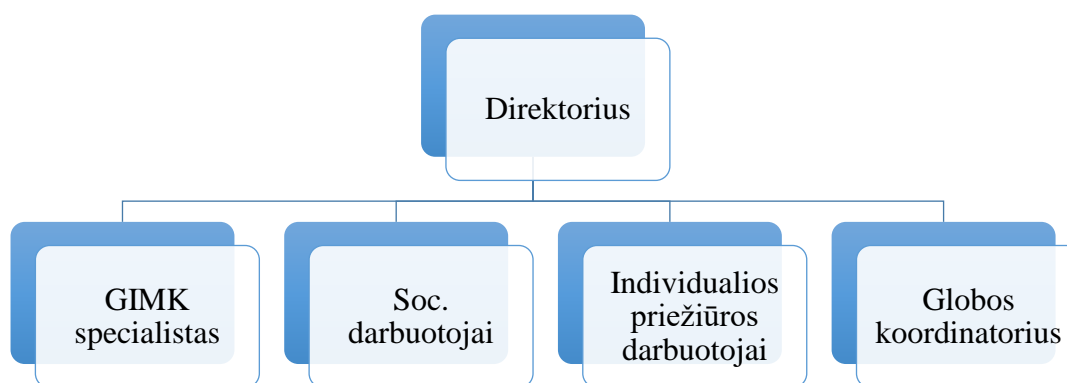 Direktorius
GIMK
specialistas
Soc.
darbuotojai
Individualios
priežiūros
darbuotojai
Globos
koordinatorius